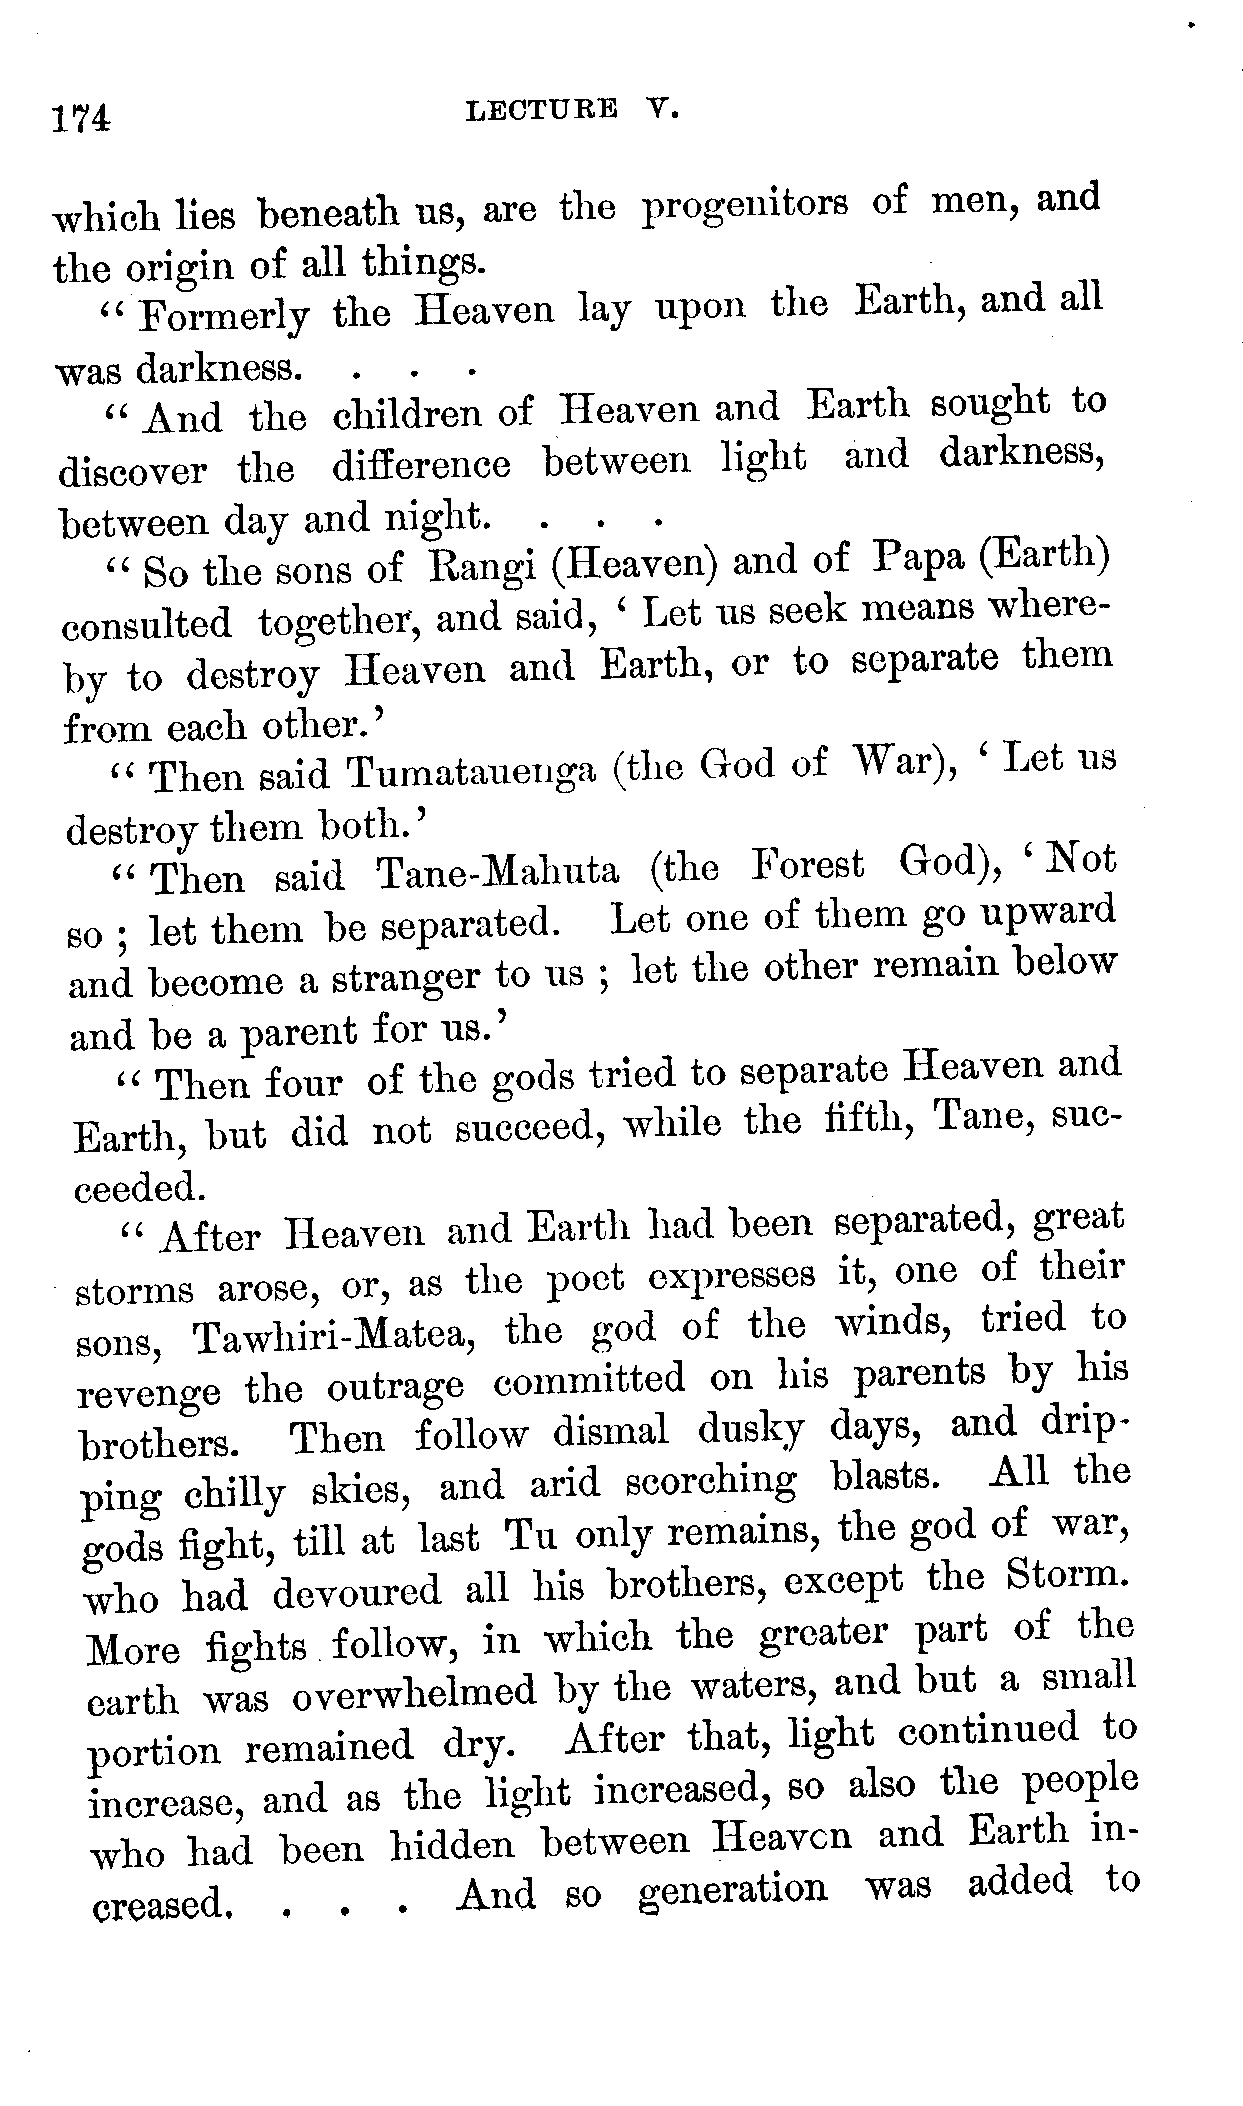 174 LECTURE V.
which lies beneath us, are the progenitors of men, and
the origin of all things.
“ Formerly the Heaven lay upon the Earth, and all
was darkness. . . .
“ And the children of Heaven and Earth sought to
discover the difference between light and darkness,
between day and night. . . .
“ So the sons of Rangi (Heaven) and of Papa (Earth)
consulted together, and said, ‘ Let us seek means where-
by to destroy Heaven and Earth, or to separate them
from each other.’
“ Then said Tumatauenga (the God of War), ‘ Let us
destroy them both.’
“ Then said Tane-Mahuta (the Forest God), ‘ Not
so ; let them be separated. Let one of them go upward
and become a stranger to us ; let the other remain below
and be a parent for us.’
“ Then four of the gods tried to separate Heaven and
Earth, but did not succeed, while the fifth, Tane, suc-
ceeded.
“ After Heaven and Earth had been separated, great
storms arose, or, as the poet expresses it, one of their
sons, Tawhiri-Matea, the god of the winds, tried to
revenge the outrage committed on his parents by his
brothers. Then follow dismal dusky days, and drip-
ping chilly skies, and arid scorching blasts. All the
gods fight, till at last Tu only remains, the god of war,
who had devoured all his brothers, except the Storm.
More fights follow, in which the greater part of the
earth was overwhelmed by the waters, and but a small
portion remained dry. After that, light continued to
increase, and as the light increased, so also the people
who had been hidden between Heaven and Earth in-
creased. . . . And so generation was added to